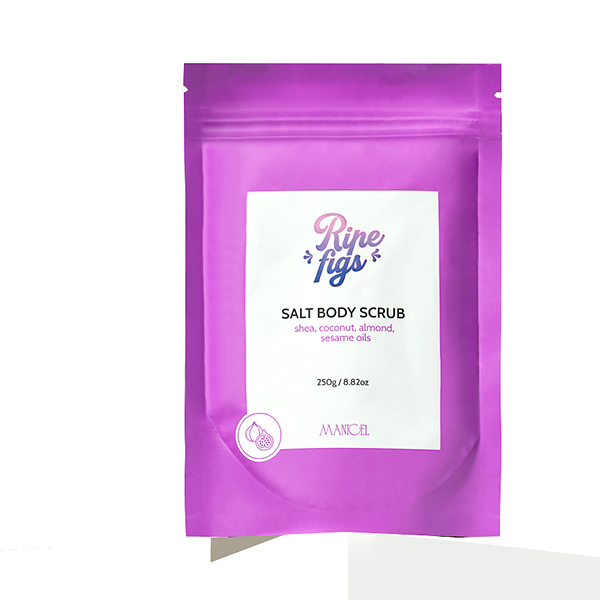 Ripe
figs
SALT BODY SCRUB
shea, coconut, almond,
sesame oils
250g / 8.82oz
MANICEL